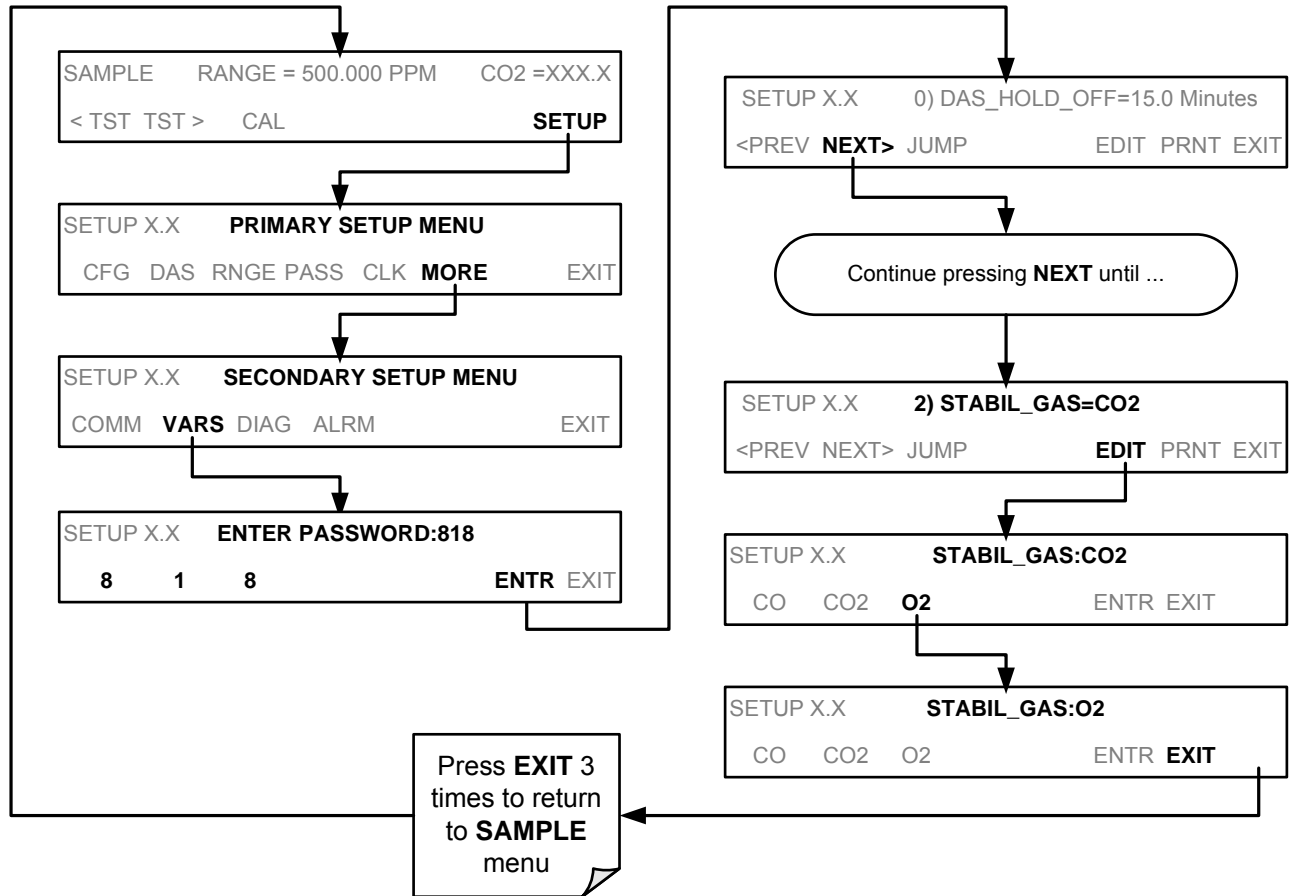 SAMPLE RANGE = 500.000 PPM CO2 =XXX.X
< TST TST > CAL SETUP
SETUP X.X PRIMARY SETUP MENU
CFG DAS RNGE PASS CLK MORE EXIT
SETUP X.X SECONDARY SETUP MENU
COMM VARS DIAG ALRM EXIT
SETUP X.X ENTER PASSWORD:818
8 1 8 ENTR EXIT
SETUP X.X 0) DAS_HOLD_OFF=15.0 Minutes
<PREV NEXT> JUMP EDIT PRNT EXIT
Continue pressing NEXT until ...
SETUP X.X 2) STABIL_GAS=CO2
<PREV NEXT> JUMP EDIT PRNT EXIT
SETUP X.X STABIL_GAS:CO2
CO CO2 O2 ENTR EXIT
SETUP X.X STABIL_GAS:O2
CO CO2 O2 ENTR EXIT
Press EXIT 3
times to return
to SAMPLE
menu